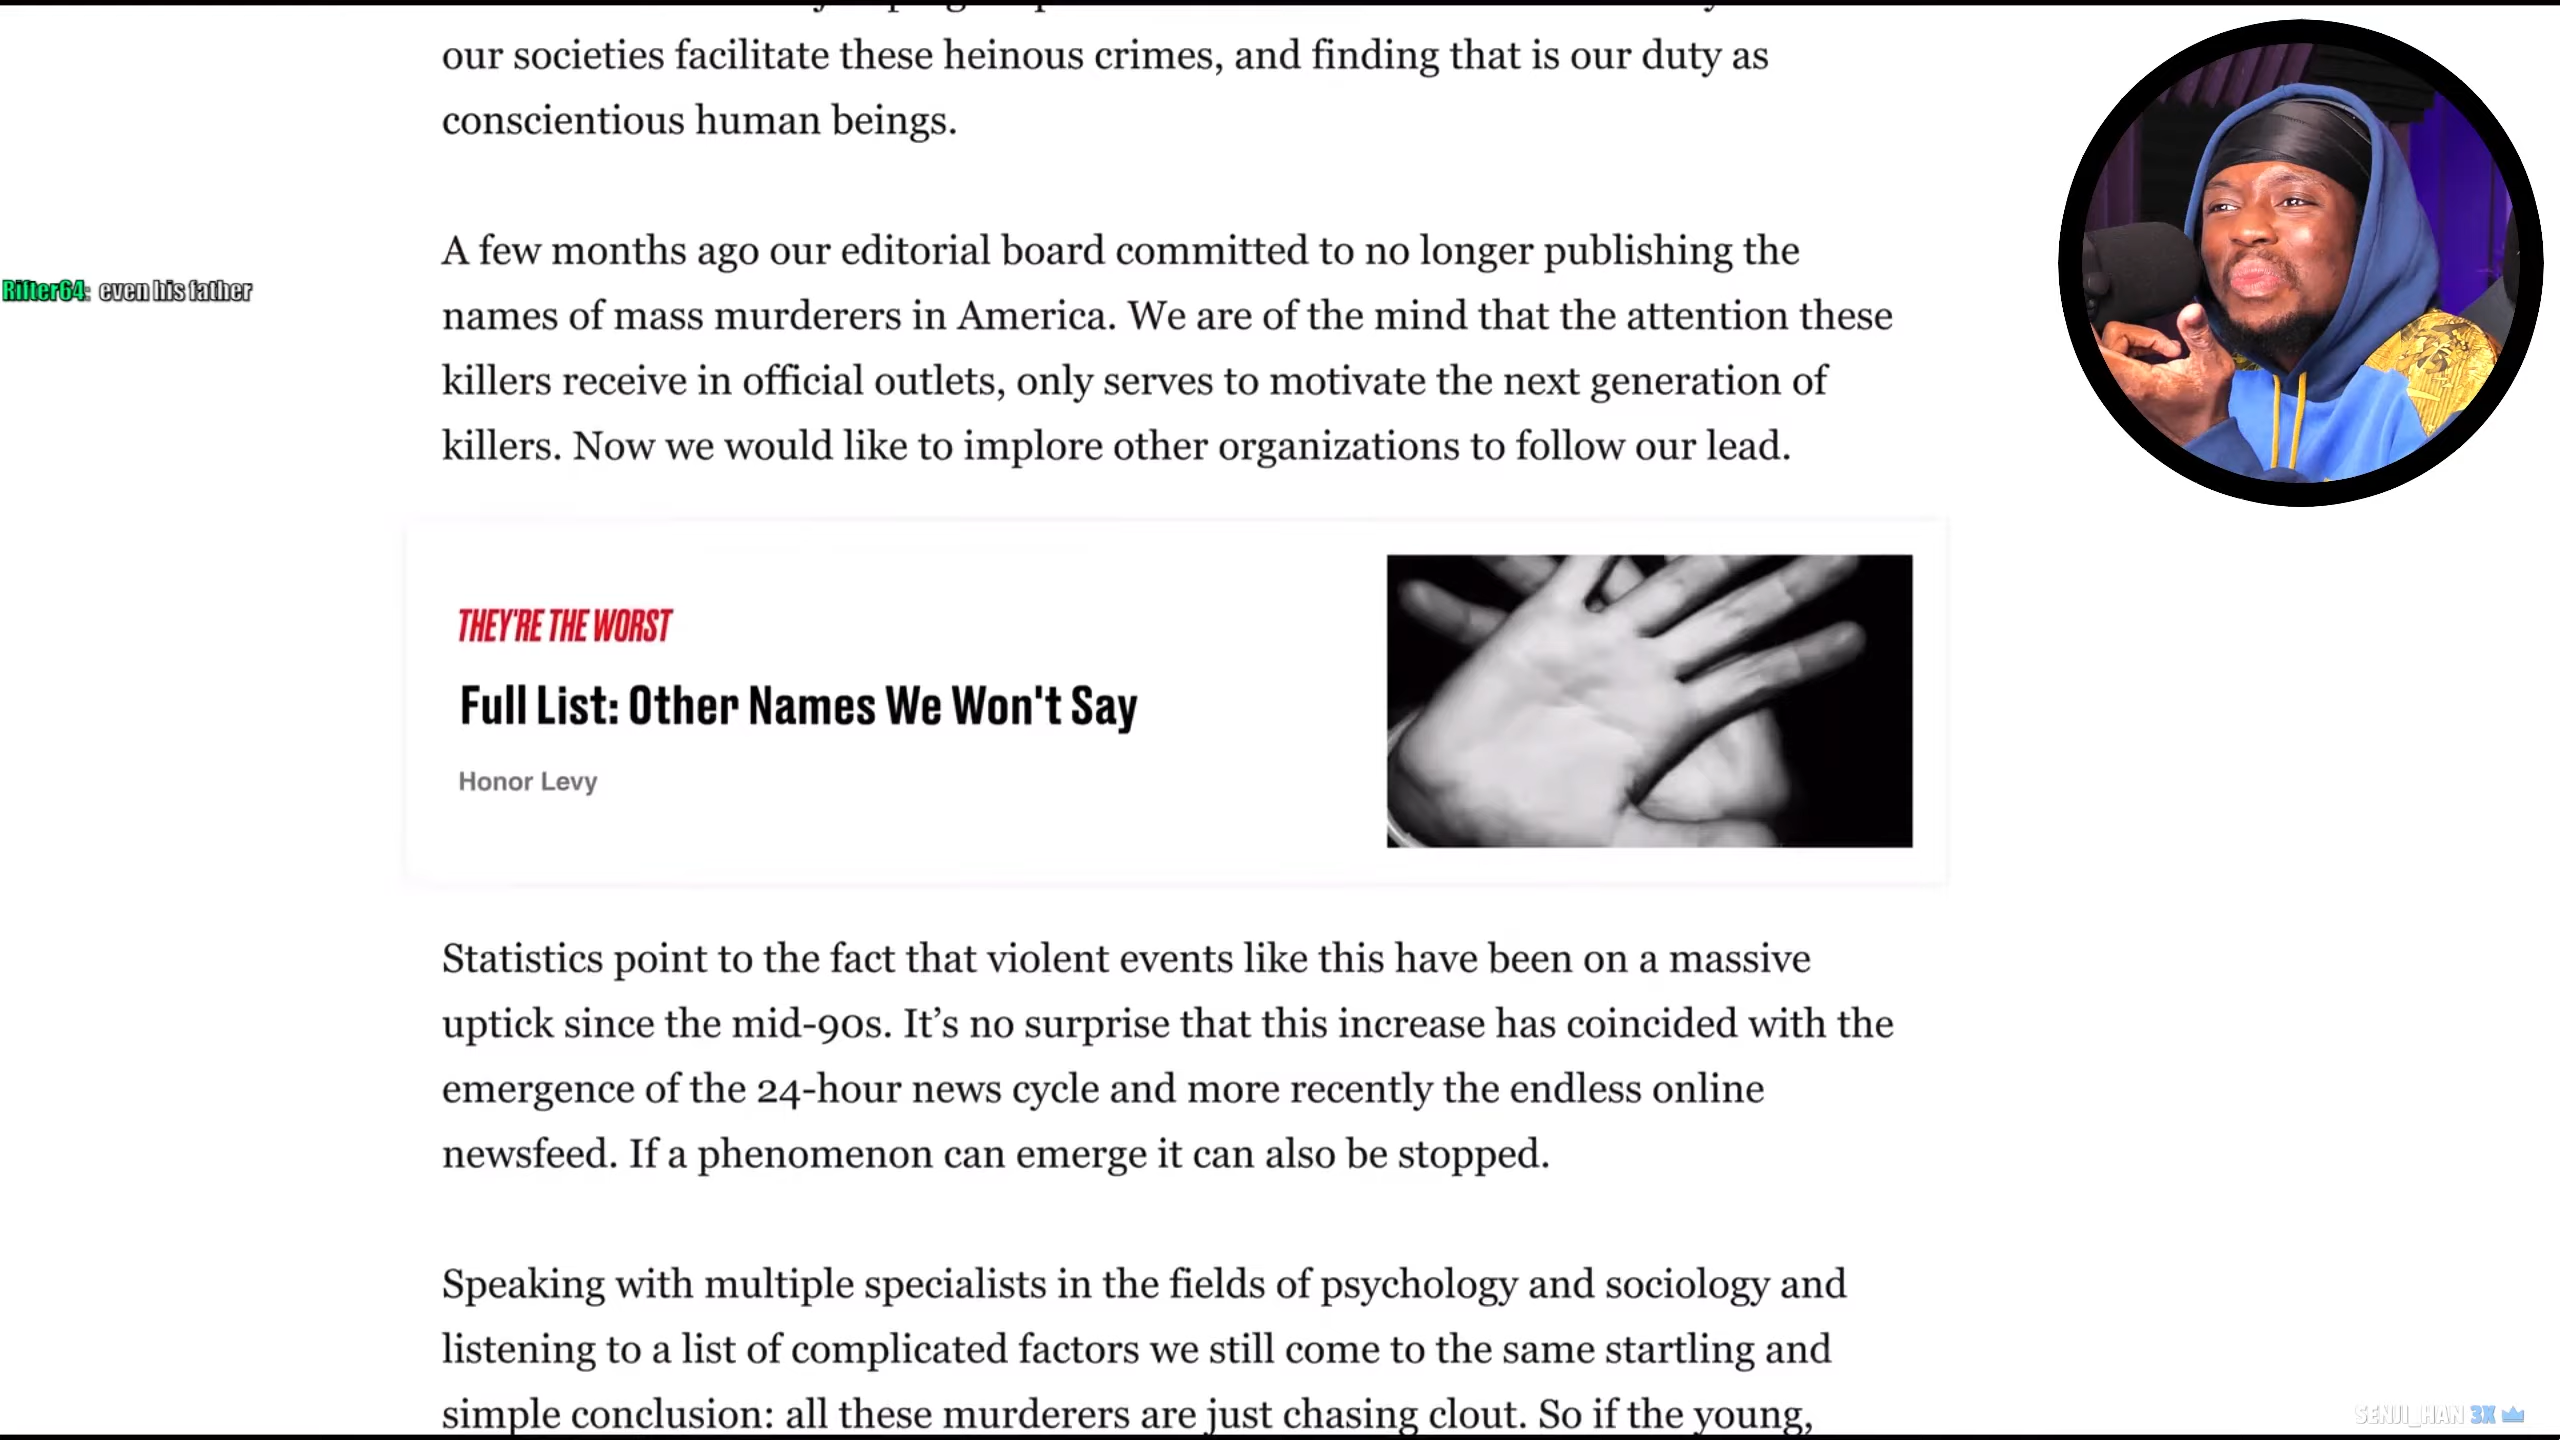 our societies facilitate these heinous crimes, and finding that is our duty as
conscientious human beings.
A few months ago our editorial board committed to no longer publishing the
names of mass murderers in America. We are of the mind that the attention these
killers receive in official outlets, only serves to motivate the next generation of
killers. Now we would like to implore other organizations to follow our lead.
Rifter64: even his father
THEY'RE THE WORST
Full List: Other Names We Won't Say
Honor Levy
Statistics point to the fact that violent events like this have been on a massive
uptick since the mid-90s. It’s no surprise that this increase has coincided with the
emergence of the 24-hour news cycle and more recently the endless online
newsfeed. If a phenomenon can emerge it can also be stopped.
Speaking with multiple specialists in the fields of psychology and sociology and
listening to a list of complicated factors we still come to the same startling and
simple conclusion: all these murderers are just chasing clout. So if the young,
SENJI_HAN 3X